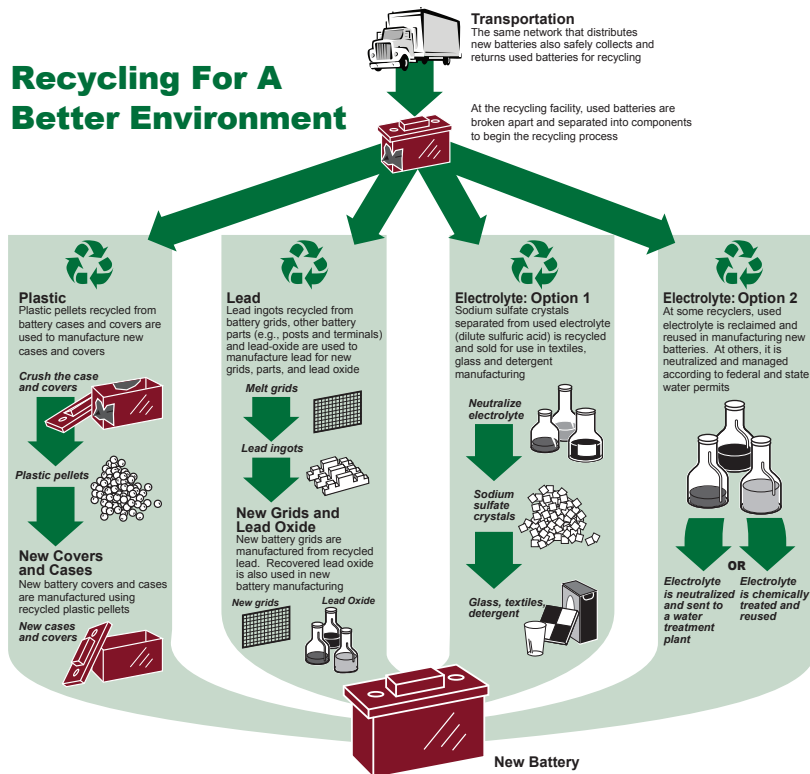 Transportation
The same network that distributes
new batteries also safely collects and
returns used batteries for recycling
Recycling For A
Better Environment
At the recycling facility, used batteries are
broken apart and separated into components
to begin the recycling process
Plastic
Plastic pellets recycled from
battery cases and covers are
used to manufacture new
cases and covers
Crush the case
and covers
Plastic pellets
New Covers
and Cases
New battery covers and cases
are manufactured using
recycled plastic pellets
New cases
and covers
Lead
Lead ingots recycled from
battery grids, other battery
parts (e.g., posts and terminals)
and lead-oxide are used to
manufacture lead for new
grids, parts, and lead oxide
Melt grids
Lead ingots
New Grids and
Lead Oxide
New battery grids are
manufactured from recycled
lead. Recovered lead oxide
is also used in new
battery manufacturing
New grids
Lead Oxide
Electrolyte: Option 1
Sodium sulfate crystals
separated from used electrolyte
(dilute sulfuric acid) is recycled
and sold for use in textiles,
glass and detergent
manufacturing
Neutralize
electrolyte
Sodium
sulfate
crystals
Glass, textiles,
detergent
Electrolyte: Option 2
At some recyclers, used
electrolyte is reclaimed and
reused in manufacturing new
batteries. At others, it is
neutralized and managed
according to federal and state
water permits
OR
Electrolyte
is neutralized
and sent to
a water
treatment
plant
Electrolyte
is chemically
treated and
reused
New Battery